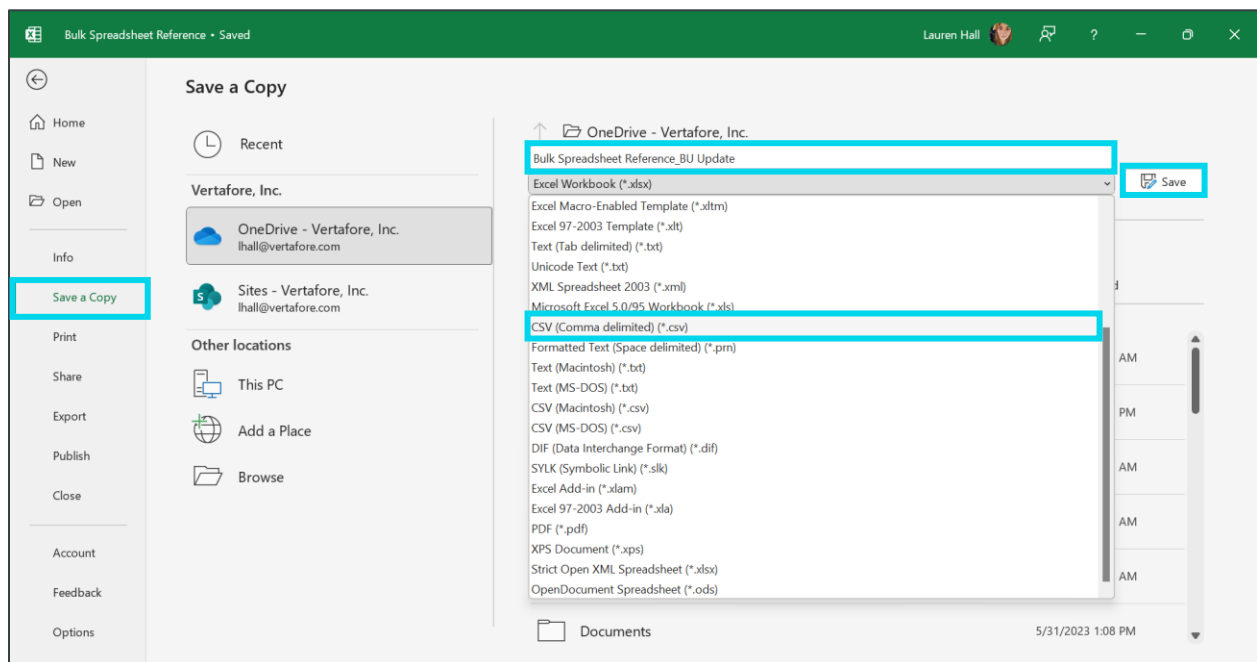 Bulk Spreadsheet Reference • Saved
Lauren Hall
?
Save a Copy
Home
New
Open
Info
Save a Copy
Print
Share
Export
Publish
Close
Account
Feedback
Options
Recent
Vertafore, Inc.
OneDrive - Vertafore, Inc.
lhall@vertafore.com
Sites - Vertafore, Inc.
lhall@vertafore.com
Other locations
This PC
Add a Place
Browse
OneDrive - Vertafore, Inc.
Bulk Spreadsheet Reference_BU Update
Excel Workbook (*.xlsx)
Save
Excel Macro-Enabled Template (*.xltm)
Excel 97-2003 Template (*.xlt)
Text (Tab delimited) (*.txt)
Unicode Text (*.txt)
XML Spreadsheet 2003 (*.xml)
Microsoft Excel 5.0/95 Workbook (*.xls)
CSV (Comma delimited) (*.csv)
Formatted Text (Space delimited) (*.prn)
Text (Macintosh) (*.txt)
Text (MS-DOS) (*.txt)
CSV (Macintosh) (*.csv)
CSV (MS-DOS) (*.csv)
DIF (Data Interchange Format) (*.dif)
SYLK (Symbolic Link) (*.slk)
Excel Add-in (*.xlam)
Excel 97-2003 Add-in (*.xla)
PDF (*.pdf)
XPS Document (*.xps)
Strict Open XML Spreadsheet (*.xlsx)
OpenDocument Spreadsheet (*.ods)
AM
PM
AM
AM
AM
Documents
5/31/2023 1:08 PM